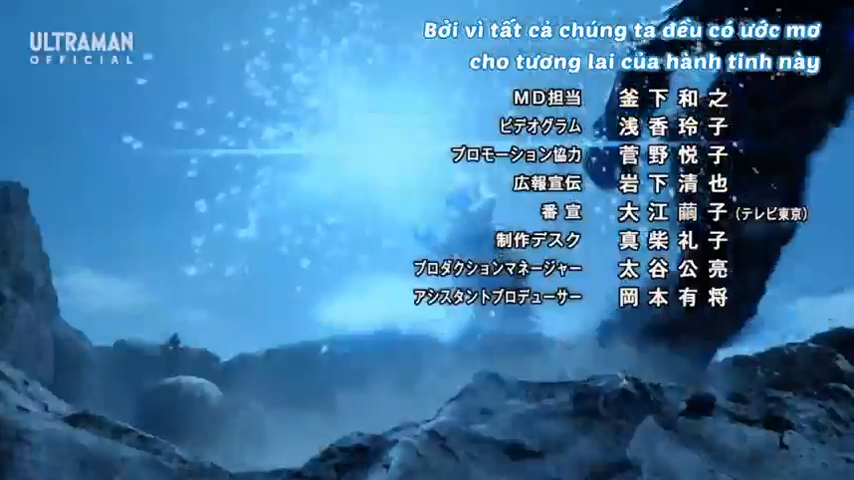 ULTRAMAN
OFFICIAL
Bởi vì tất cả chúng ta đều có ước mơ
cho tương lai của hành tinh này
MD担当 釜下和之
ビデオグラム 浅香玲子
プロモーション協力 菅野悦子
広報宣伝 岩下清也
番宣 大江繭子(テレビ東京)
制作デスク 真柴礼子
プロダクションマネージャー 太谷公亮
アシスタントプロデューサー 岡本有将